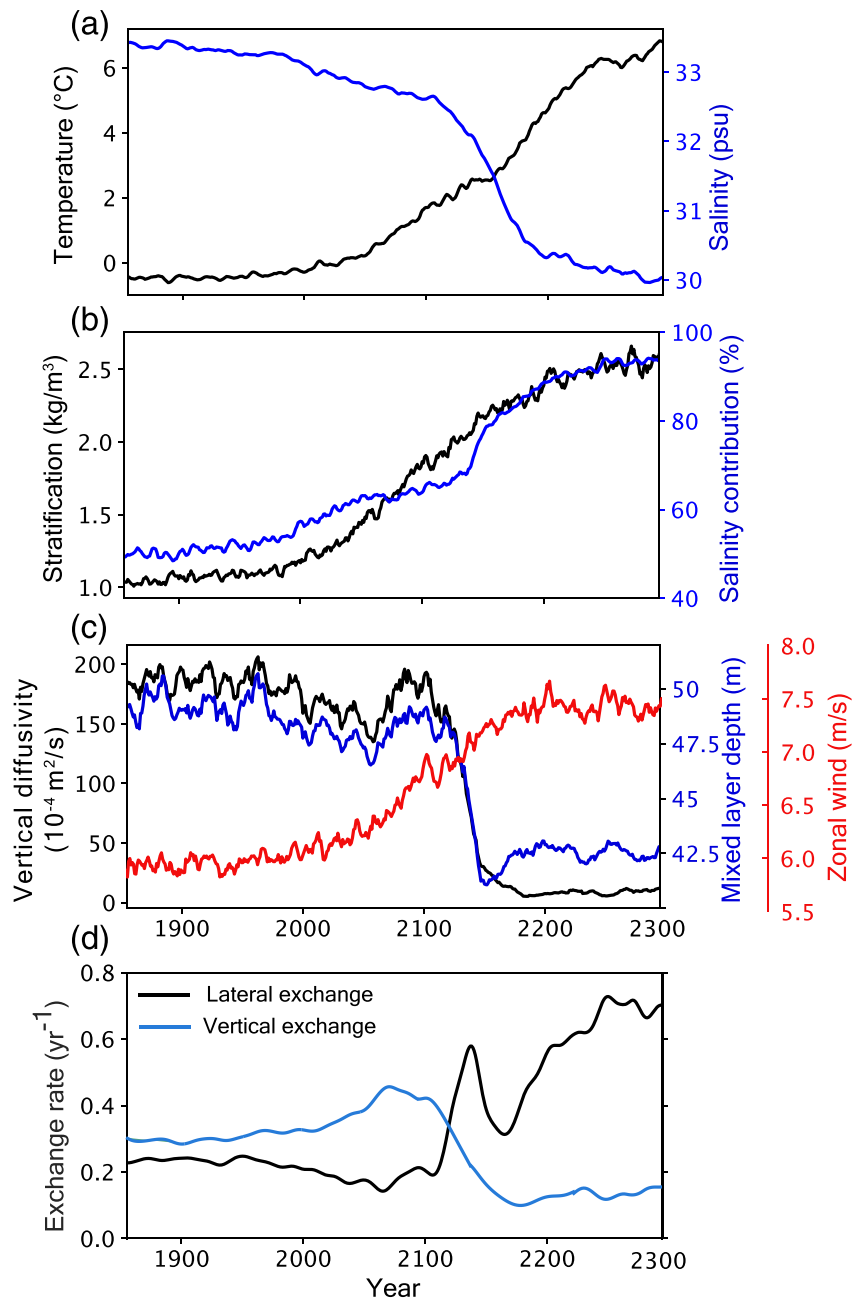 (a)
6
4
2
0
Temperature (°C)
33
32
31
30
Salinity (psu)
(b)
2.5
2.0
1.5
1.0
Stratification (kg/m³)
100
80
60
40
Salinity contribution (%)
(c)
200
150
100
50
0
Vertical diffusivity
(10⁻⁴ m²/s)
50
47.5
45
42.5
Mixed layer depth (m)
8.0
7.5
7.0
6.5
6.0
5.5
Zonal wind (m/s)
1900 2000 2100 2200 2300
(d)
0.8
0.6
0.4
0.2
0.0
Exchange rate (yr⁻¹)
Lateral exchange
Vertical exchange
1900 2000 2100 2200 2300
Year